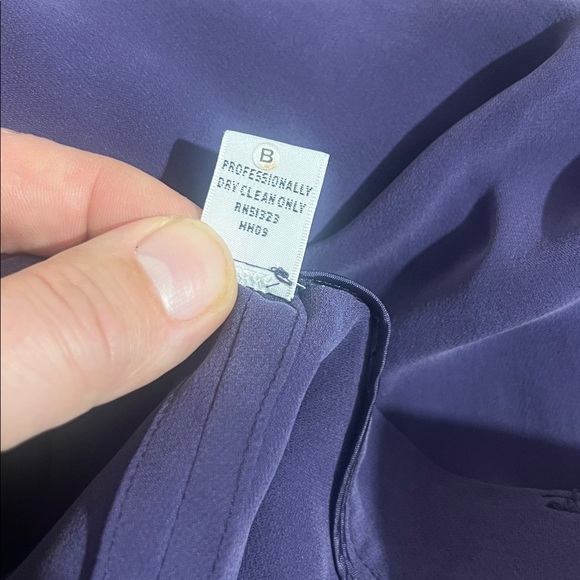 B
PROFESSIONALLY
DRY CLEAN ONLY
RN51323
HH09